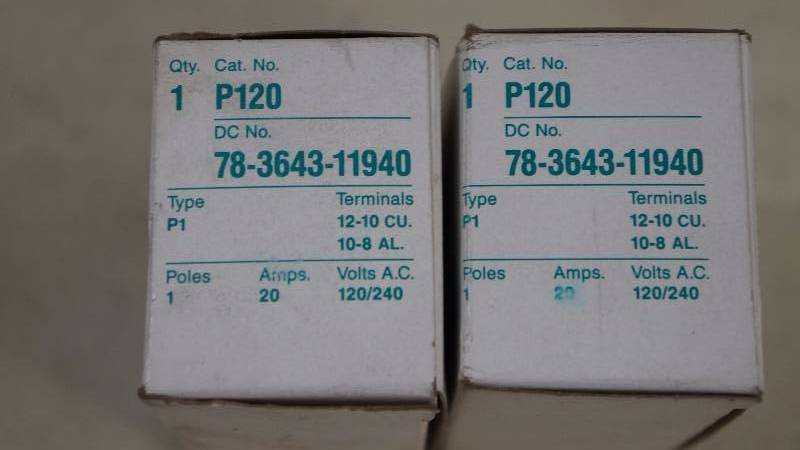 Qty. Cat. No.
1 P120
DC No.
78-3643-11940
Type Terminals
P1 12-10 CU.
10-8 AL.
Poles Amps. Volts A.C.
1 20 120/240
Qty. Cat. No.
1 P120
DC No.
78-3643-11940
Type Terminals
P1 12-10 CU.
10-8 AL.
Poles Amps. Volts A.C.
1 20 120/240